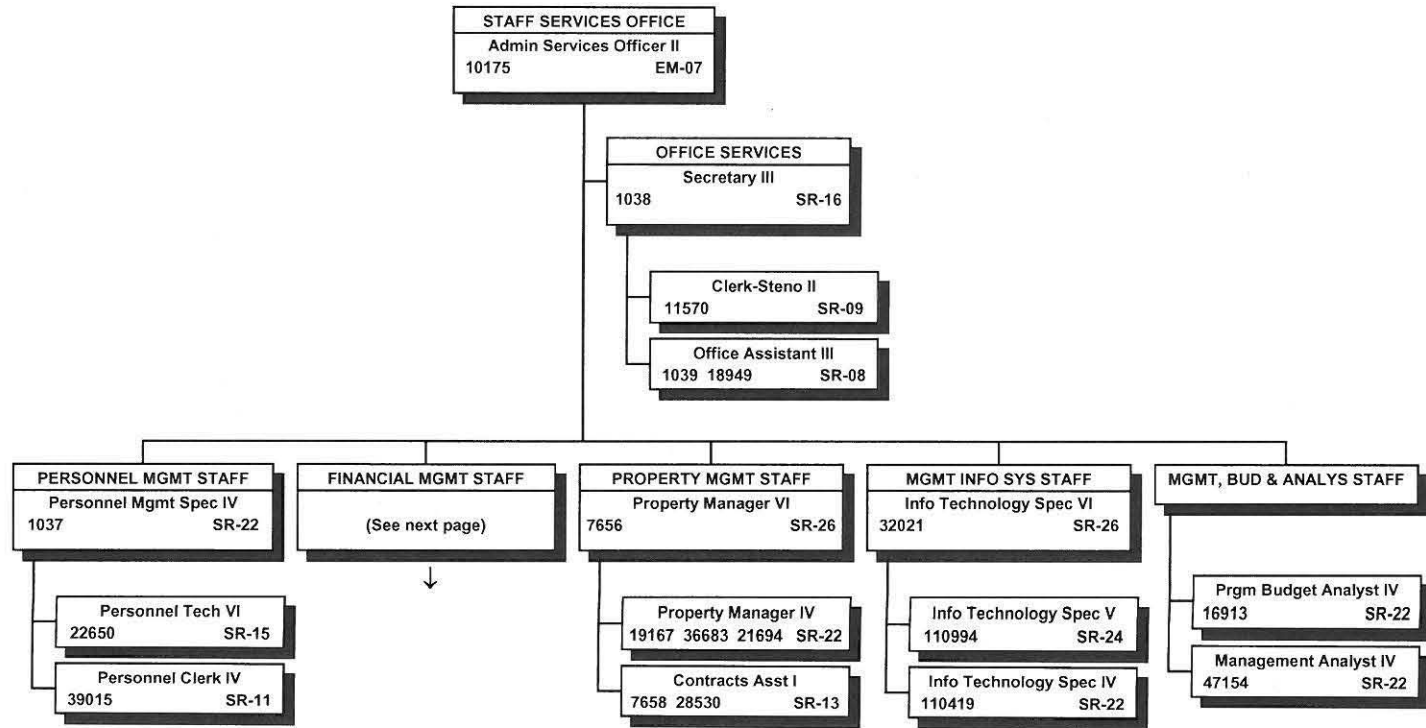 STAFF SERVICES OFFICE
Admin Services Officer II
10175 EM-07
OFFICE SERVICES
Secretary III
1038 SR-16
Clerk-Steno II
11570 SR-09
Office Assistant III
1039 18949 SR-08
PERSONNEL MGMT STAFF
Personnel Mgmt Spec IV
1037 SR-22
Personnel Tech VI
22650 SR-15
Personnel Clerk IV
39015 SR-11
FINANCIAL MGMT STAFF
(See next page)
PROPERTY MGMT STAFF
Property Manager VI
7656 SR-26
Property Manager IV
19167 36683 21694 SR-22
Contracts Asst I
7658 28530 SR-13
MGMT INFO SYS STAFF
Info Technology Spec VI
32021 SR-26
Info Technology Spec V
110994 SR-24
Info Technology Spec IV
110419 SR-22
MGMT, BUD & ANALYS STAFF
Prgm Budget Analyst IV
16913 SR-22
Management Analyst IV
47154 SR-22